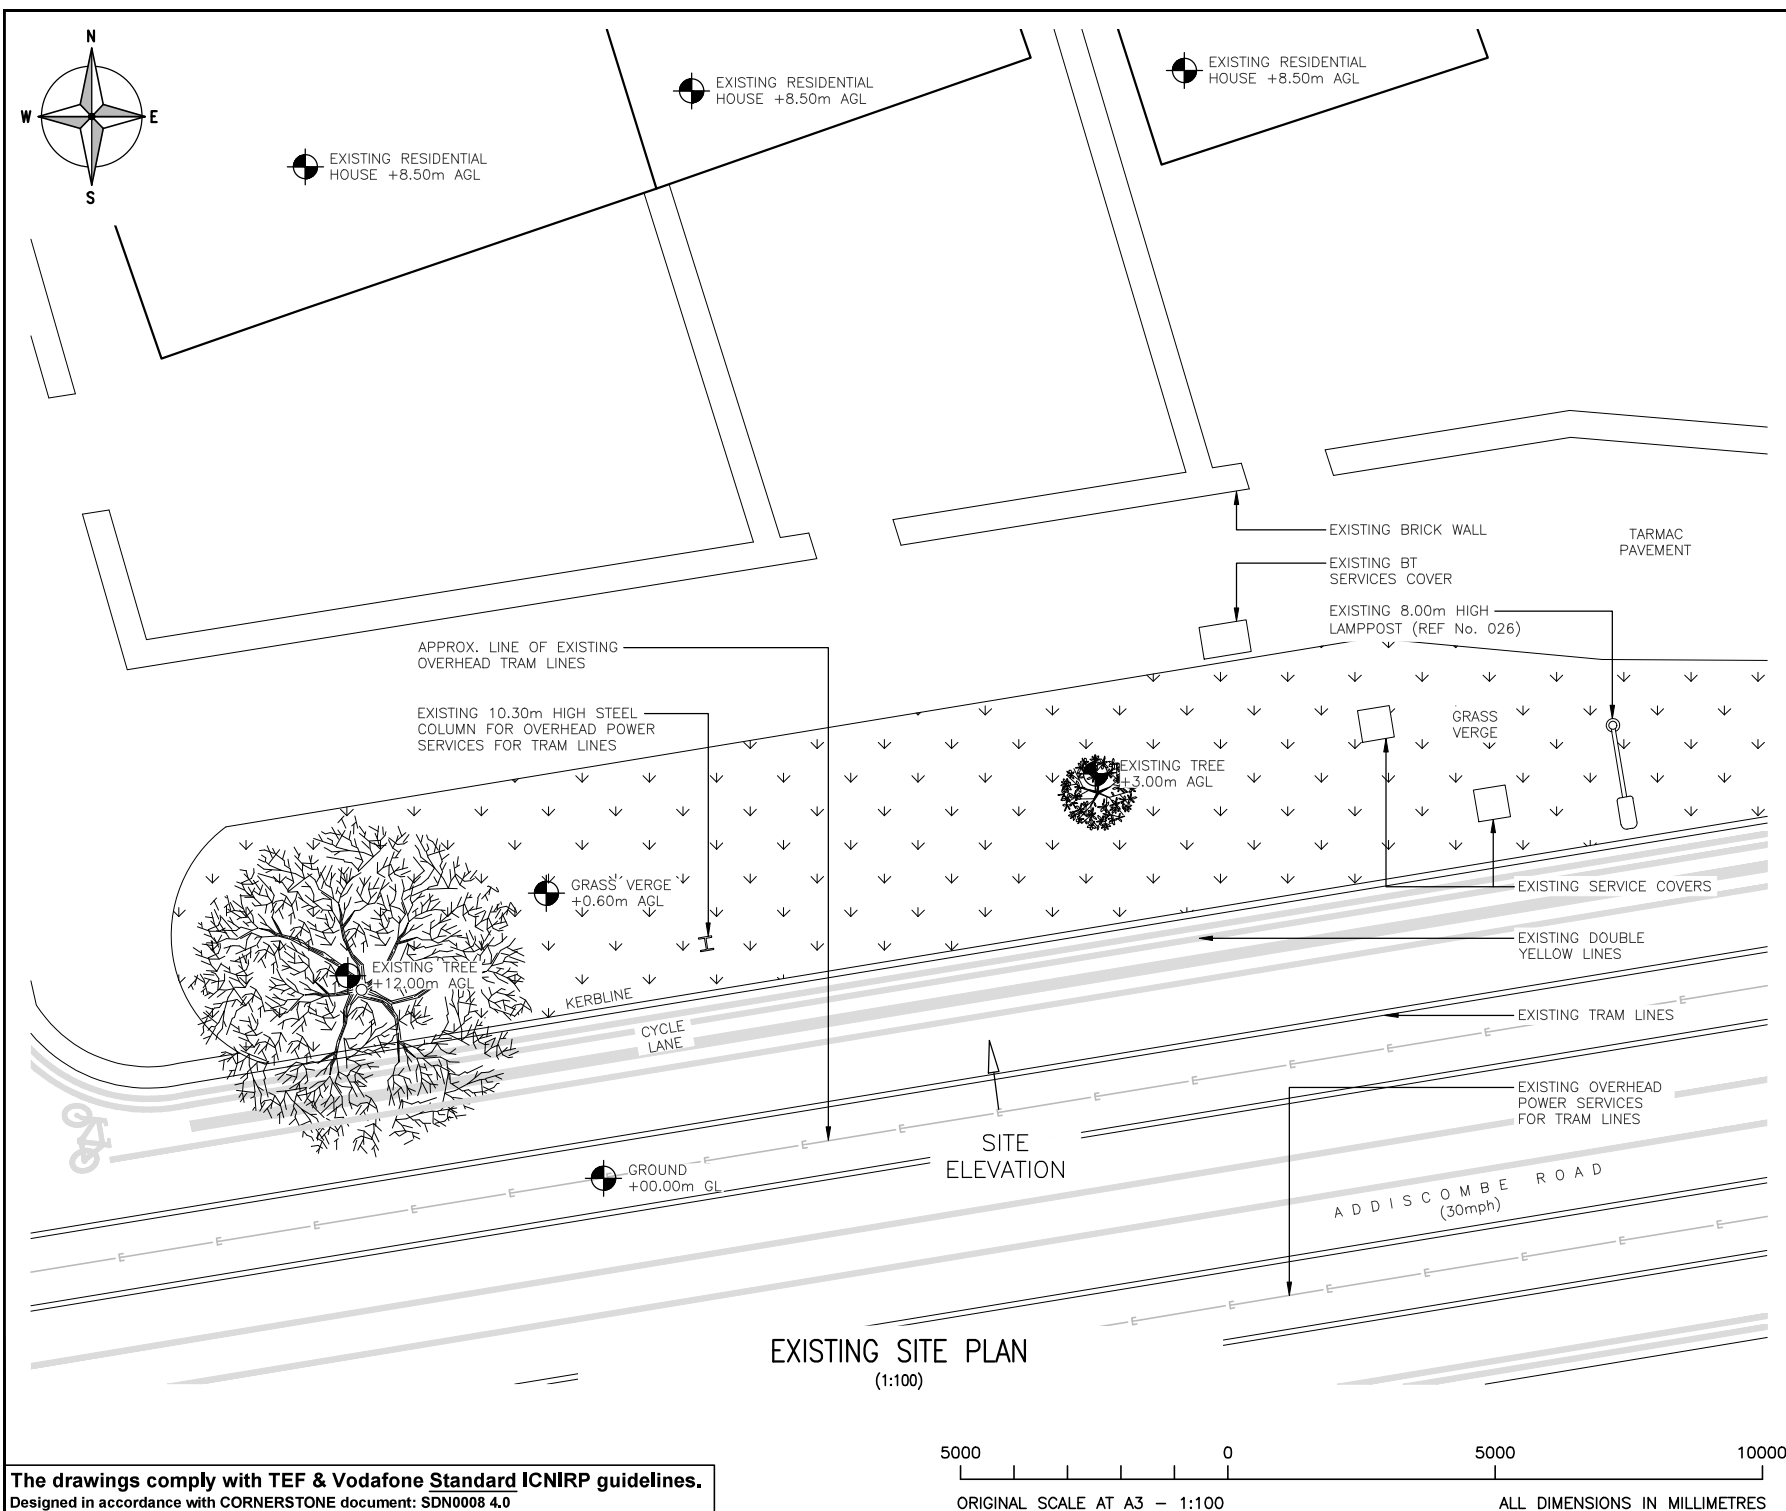 N
W E
S
EXISTING RESIDENTIAL
HOUSE +8.50m AGL
EXISTING RESIDENTIAL
HOUSE +8.50m AGL
EXISTING RESIDENTIAL
HOUSE +8.50m AGL
EXISTING BRICK WALL
TARMAC
PAVEMENT
EXISTING BT
SERVICES COVER
EXISTING 8.00m HIGH
LAMPPOST (REF No. 026)
APPROX. LINE OF EXISTING
OVERHEAD TRAM LINES
EXISTING 10.30m HIGH STEEL
COLUMN FOR OVERHEAD POWER
SERVICES FOR TRAM LINES
GRASS
VERGE
EXISTING TREE
+3.00m AGL
GRASS VERGE
+0.60m AGL
EXISTING SERVICE COVERS
EXISTING DOUBLE
YELLOW LINES
EXISTING TREE
+12.00m AGL
KERBLINE
CYCLE
LANE
EXISTING TRAM LINES
EXISTING OVERHEAD
POWER SERVICES
FOR TRAM LINES
SITE
ELEVATION
GROUND
+00.00m GL
ADDISCOMBE ROAD
(30mph)
E E E E E E E E E E E E E E E E E
E E E E E E E
EXISTING SITE PLAN
(1:100)
5000 0 5000 10000
ORIGINAL SCALE AT A3 – 1:100 ALL DIMENSIONS IN MILLIMETRES
The drawings comply with TEF & Vodafone Standard ICNIRP guidelines.
Designed in accordance with CORNERSTONE document: SDN0008 4.0